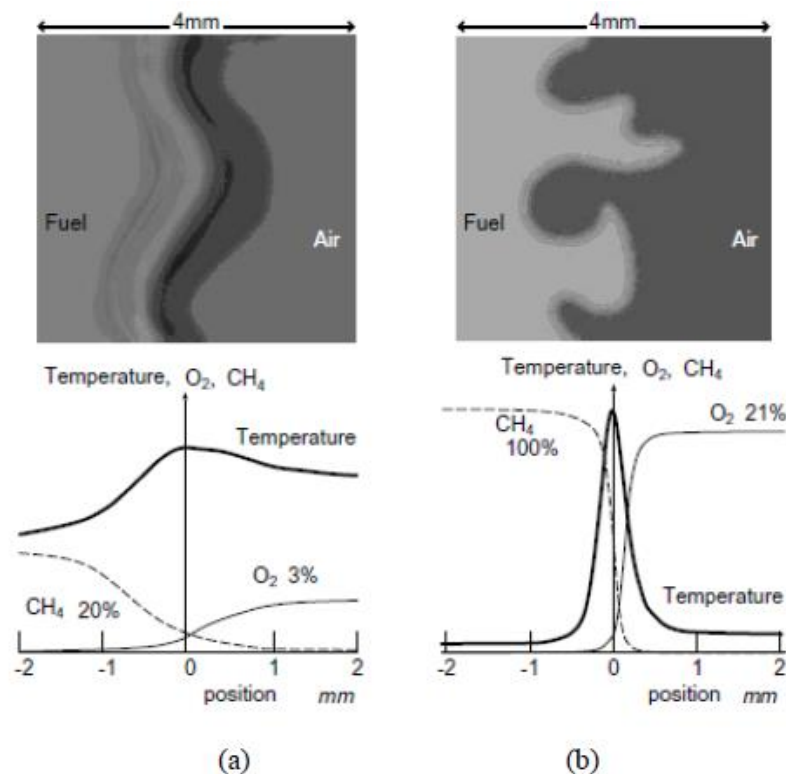 4mm
Fuel
Air
Temperature, O2, CH4
Temperature
O2 3%
CH4 20%
-2 -1 0 1 2
position mm
(a)
4mm
Fuel
Air
Temperature, O2, CH4
CH4
100%
O2 21%
Temperature
-2 -1 0 1 2
position mm
(b)